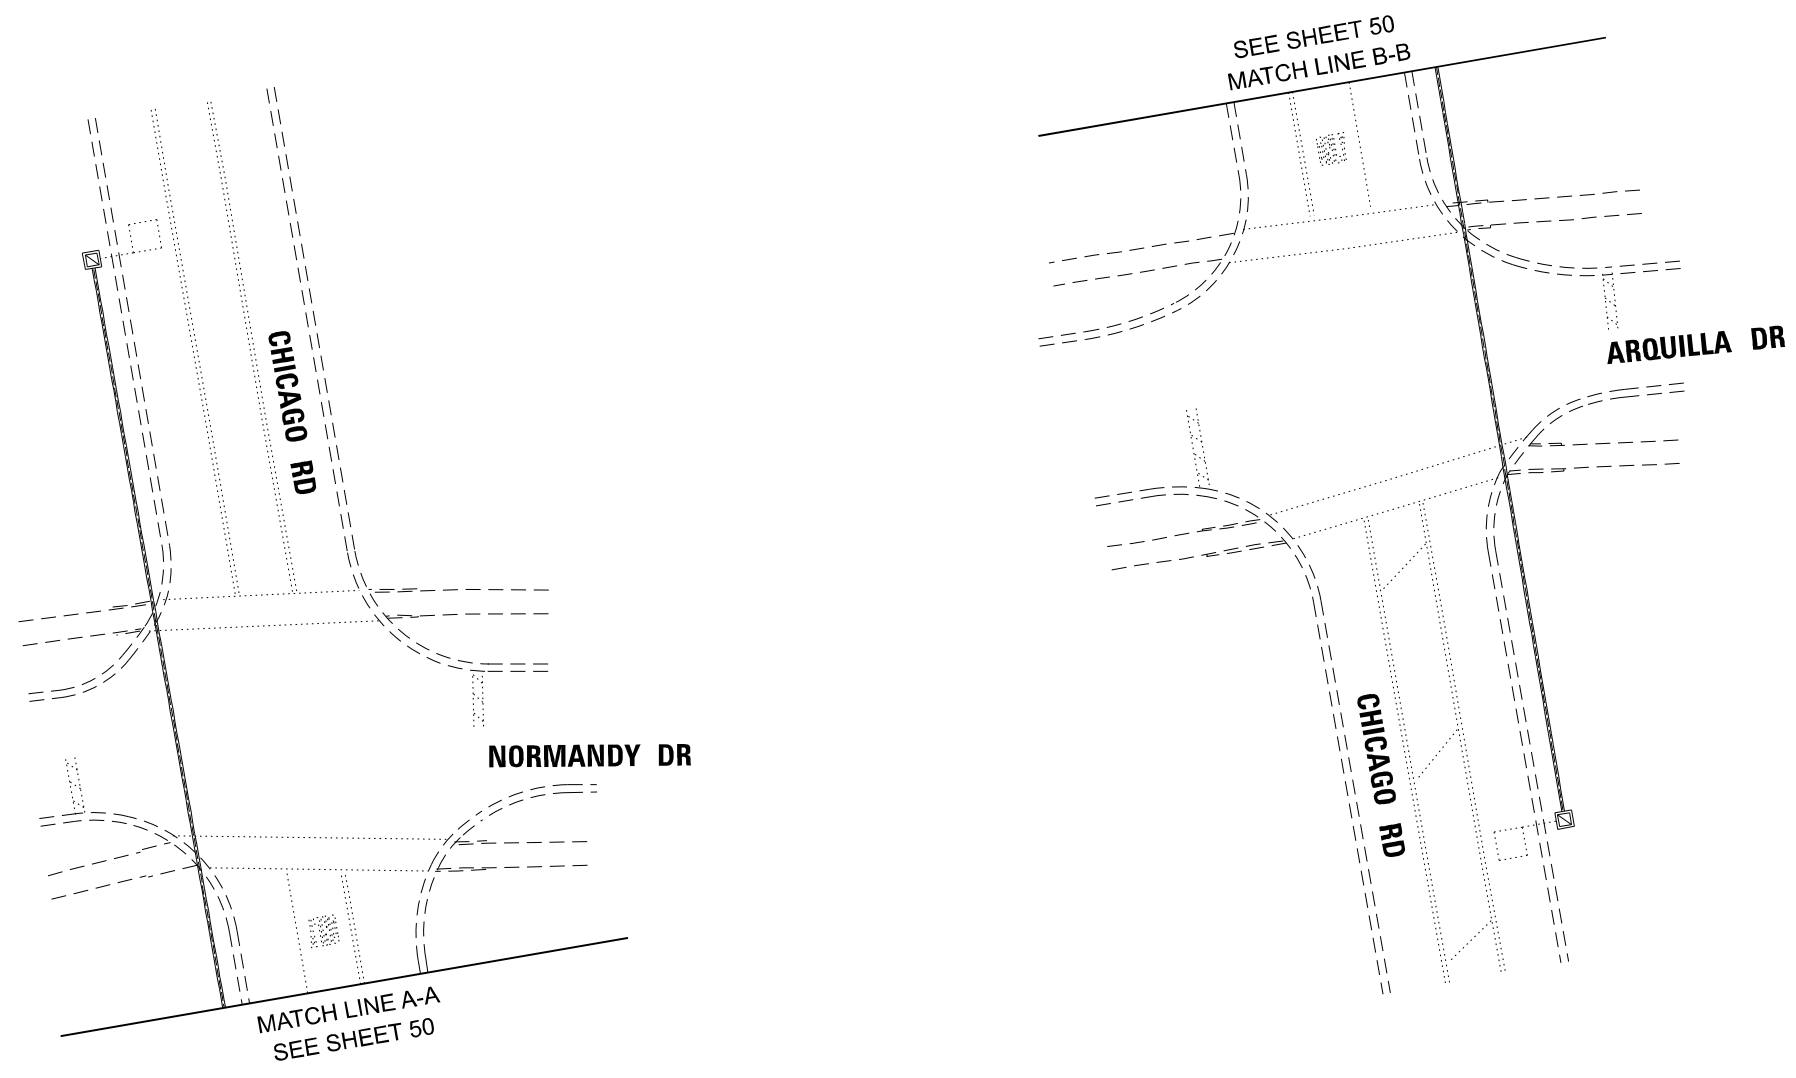 CHICAGO RD
NORMANDY DR
MATCH LINE A-A
SEE SHEET 50
SEE SHEET 50
MATCH LINE B-B
ARQUILLA DR
CHICAGO RD